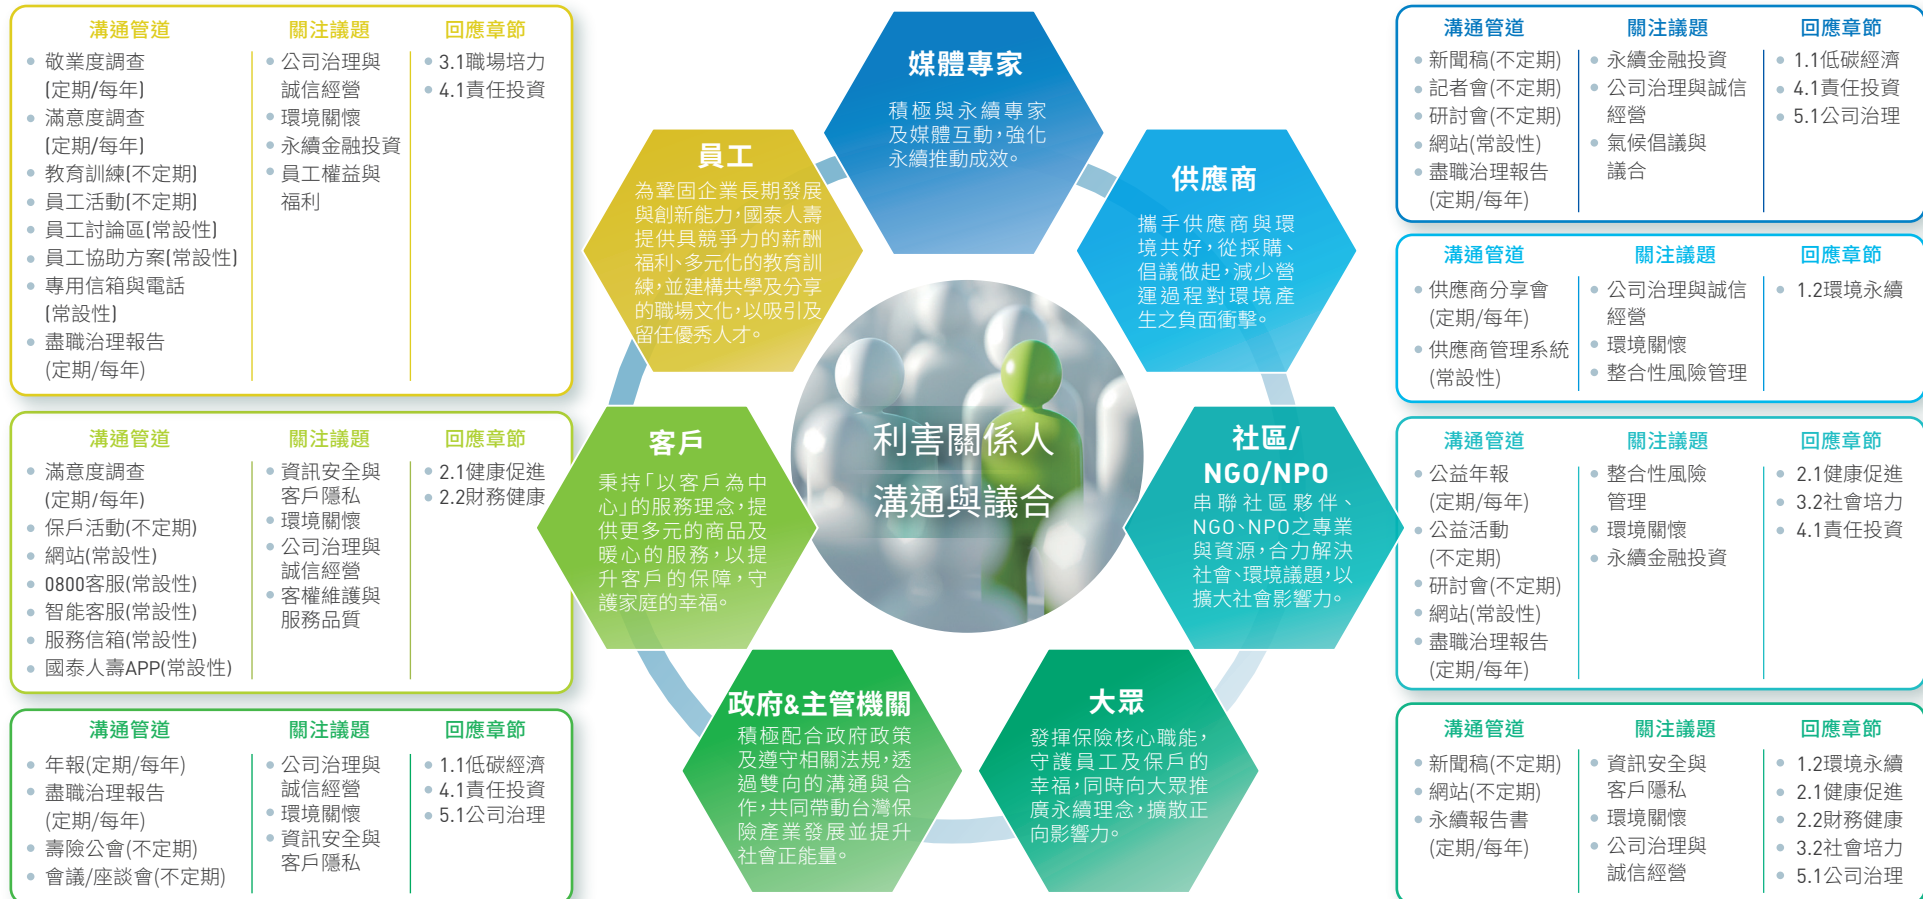 溝通管道
關注議題
回應章節
敬業度調查
(定期/每年)
滿意度調查
(定期/每年)
教育訓練(不定期)
員工活動(不定期)
員工討論區(常設性)
員工協助方案(常設性)
專用信箱與電話
(常設性)
盡職治理報告
(定期/每年)
公司治理與
誠信經營
環境關懷
永續金融投資
員工權益與
福利
3.1職場培力
4.1責任投資
溝通管道
關注議題
回應章節
滿意度調查
(定期/每年)
保戶活動(不定期)
網站(常設性)
0800客服(常設性)
智能客服(常設性)
服務信箱(常設性)
國泰人壽APP(常設性)
資訊安全與
客戶隱私
環境關懷
公司治理與
誠信經營
客權維護與
服務品質
2.1健康促進
2.2財務健康
溝通管道
關注議題
回應章節
年報(定期/每年)
盡職治理報告
(定期/每年)
壽險公會(不定期)
會議/座談會(不定期)
公司治理與
誠信經營
環境關懷
資訊安全與
客戶隱私
1.1低碳經濟
4.1責任投資
5.1公司治理
媒體專家
積極與永續專家
及媒體互動,強化
永續推動成效。
員工
為鞏固企業長期發展
與創新能力,國泰人壽
提供具競爭力的薪酬
福利、多元化的教育訓
練,並建構共學及分享
的職場文化,以吸引及
留任優秀人才。
供應商
攜手供應商與環
境共好,從採購、
倡議做起,減少營
運過程對環境產
生之負面衝擊。
客戶
秉持「以客戶為中
心」的服務理念,提
供更多元的商品及
暖心的服務,以提
升客戶的保障,守
護家庭的幸福。
利害關係人
溝通與議合
社區/
NGO/NPO
串聯社區夥伴、
NGO、NPO之專業
與資源,合力解決
社會、環境議題,以
擴大社會影響力。
政府&主管機關
積極配合政府政策
及遵守相關法規,透
過雙向的溝通與合
作,共同帶動台灣保
險產業發展並提升
社會正能量。
大眾
發揮保險核心職能,
守護員工及保戶的
幸福,同時向大眾推
廣永續理念,擴散正
向影響力。
溝通管道
關注議題
回應章節
新聞稿(不定期)
記者會(不定期)
研討會(不定期)
網站(常設性)
盡職治理報告
(定期/每年)
永續金融投資
公司治理與誠信
經營
氣候倡議與
議合
1.1低碳經濟
4.1責任投資
5.1公司治理
溝通管道
關注議題
回應章節
供應商分享會
(定期/每年)
供應商管理系統
(常設性)
公司治理與誠信
經營
環境關懷
整合性風險管理
1.2環境永續
溝通管道
關注議題
回應章節
公益年報
(定期/每年)
公益活動
(不定期)
研討會(不定期)
網站(常設性)
盡職治理報告
(定期/每年)
整合性風險
管理
環境關懷
永續金融投資
2.1健康促進
3.2社會培力
4.1責任投資
溝通管道
關注議題
回應章節
新聞稿(不定期)
網站(不定期)
永續報告書
(定期/每年)
資訊安全與
客戶隱私
環境關懷
公司治理與
誠信經營
1.2環境永續
2.1健康促進
2.2財務健康
3.2社會培力
5.1公司治理